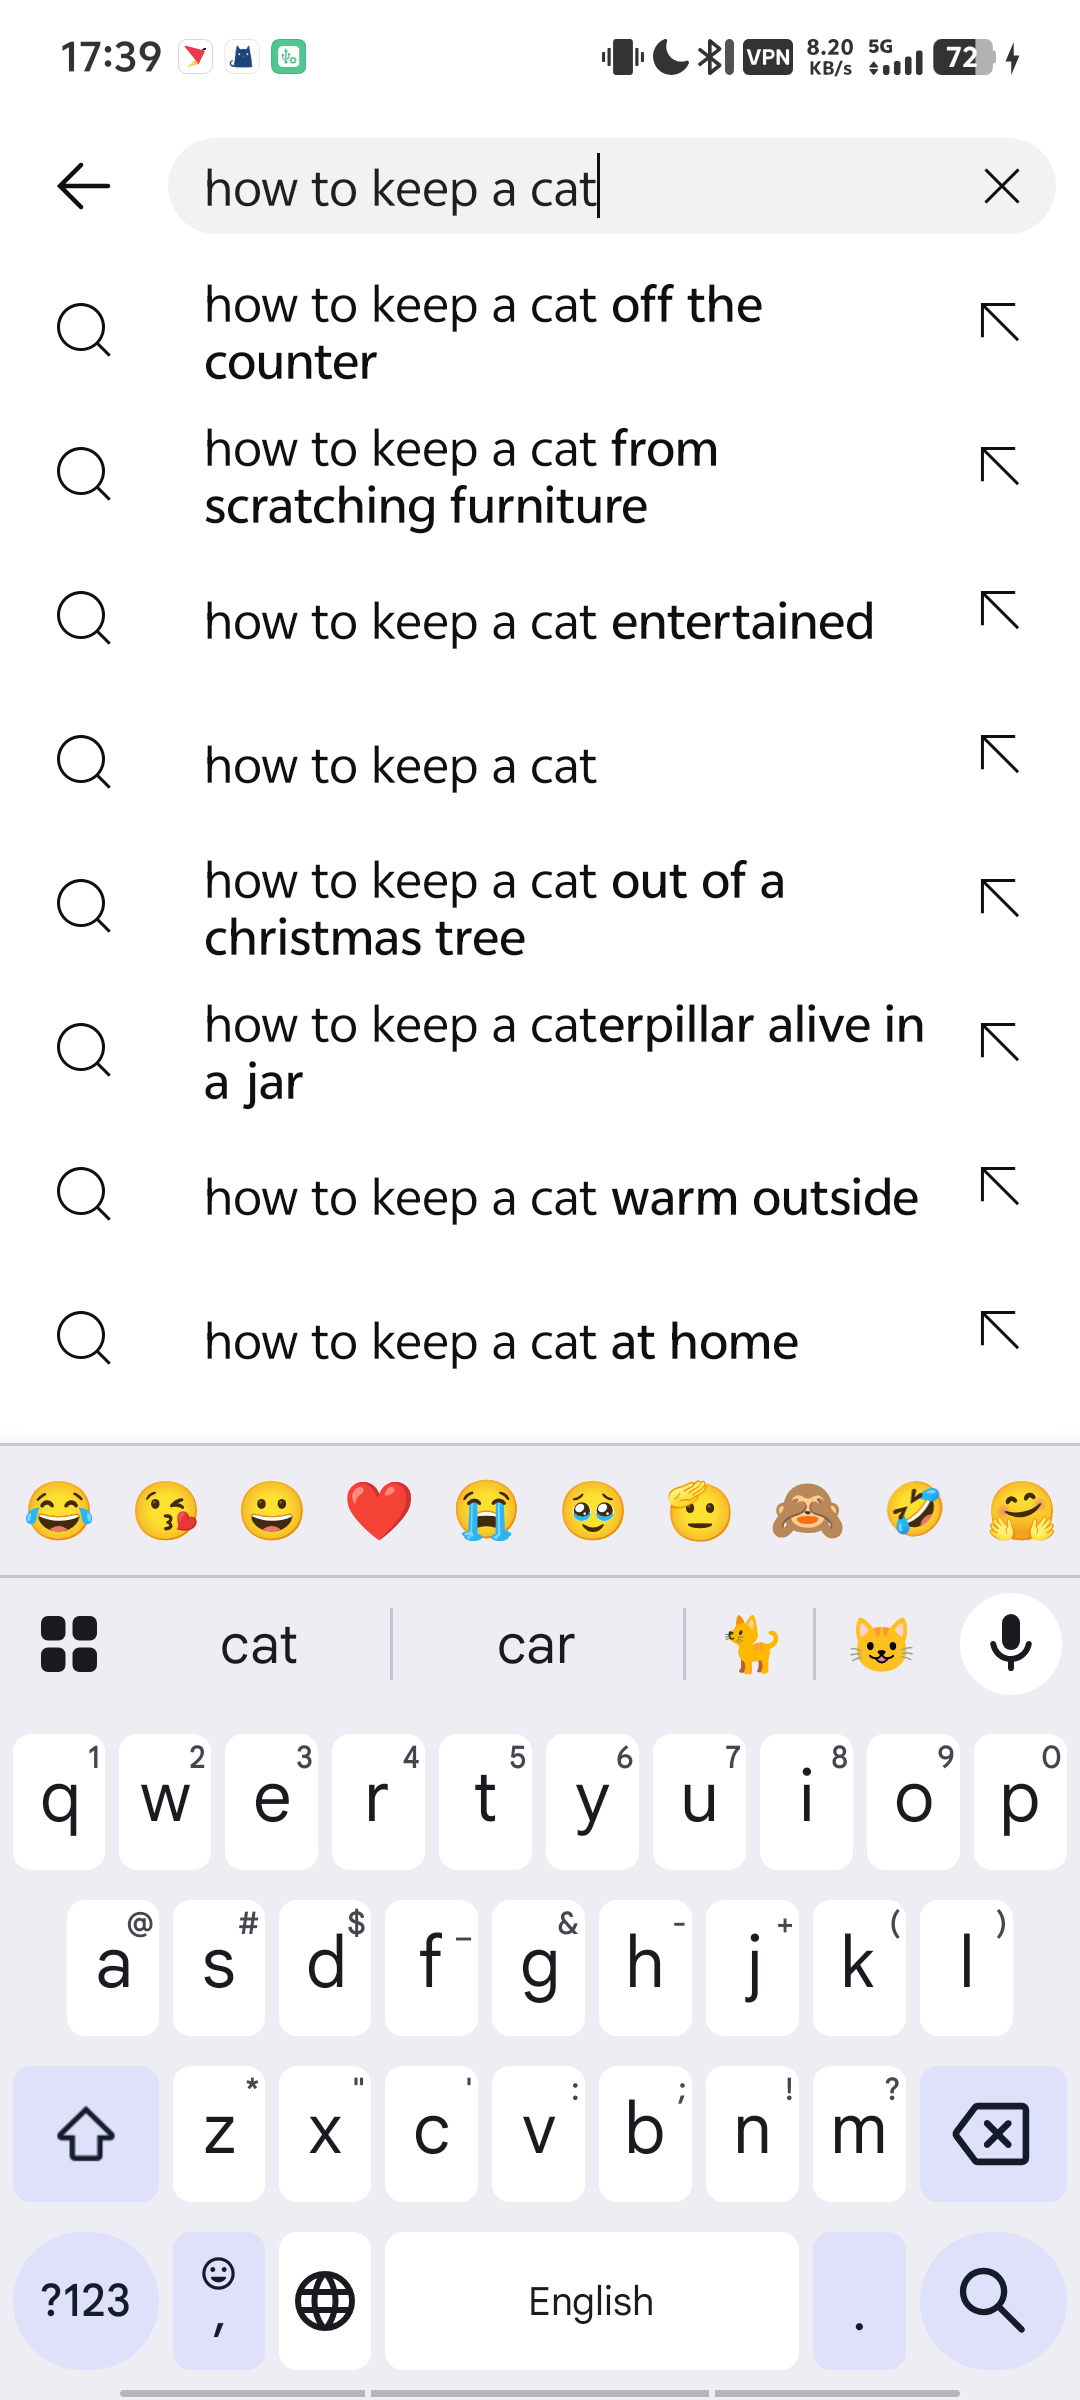 17:39 VPN 8.20 KB/s 5G 72
how to keep a cat
how to keep a cat off the
counter
how to keep a cat from
scratching furniture
how to keep a cat entertained
how to keep a cat
how to keep a cat out of a
christmas tree
how to keep a caterpillar alive in
a jar
how to keep a cat warm outside
how to keep a cat at home
😂 😘 😀 ❤️ 😭 🥹 🫡 🙈 🤣 🤗
cat car 🐈 😺
q 1 w 2 e 3 r 4 t 5 y 6 u 7 i 8 o 9 p 0
a @ s # d $ f _ g & h - j + k ( l )
z * x " c ' v : b ; n ! m ?
?123 , English .